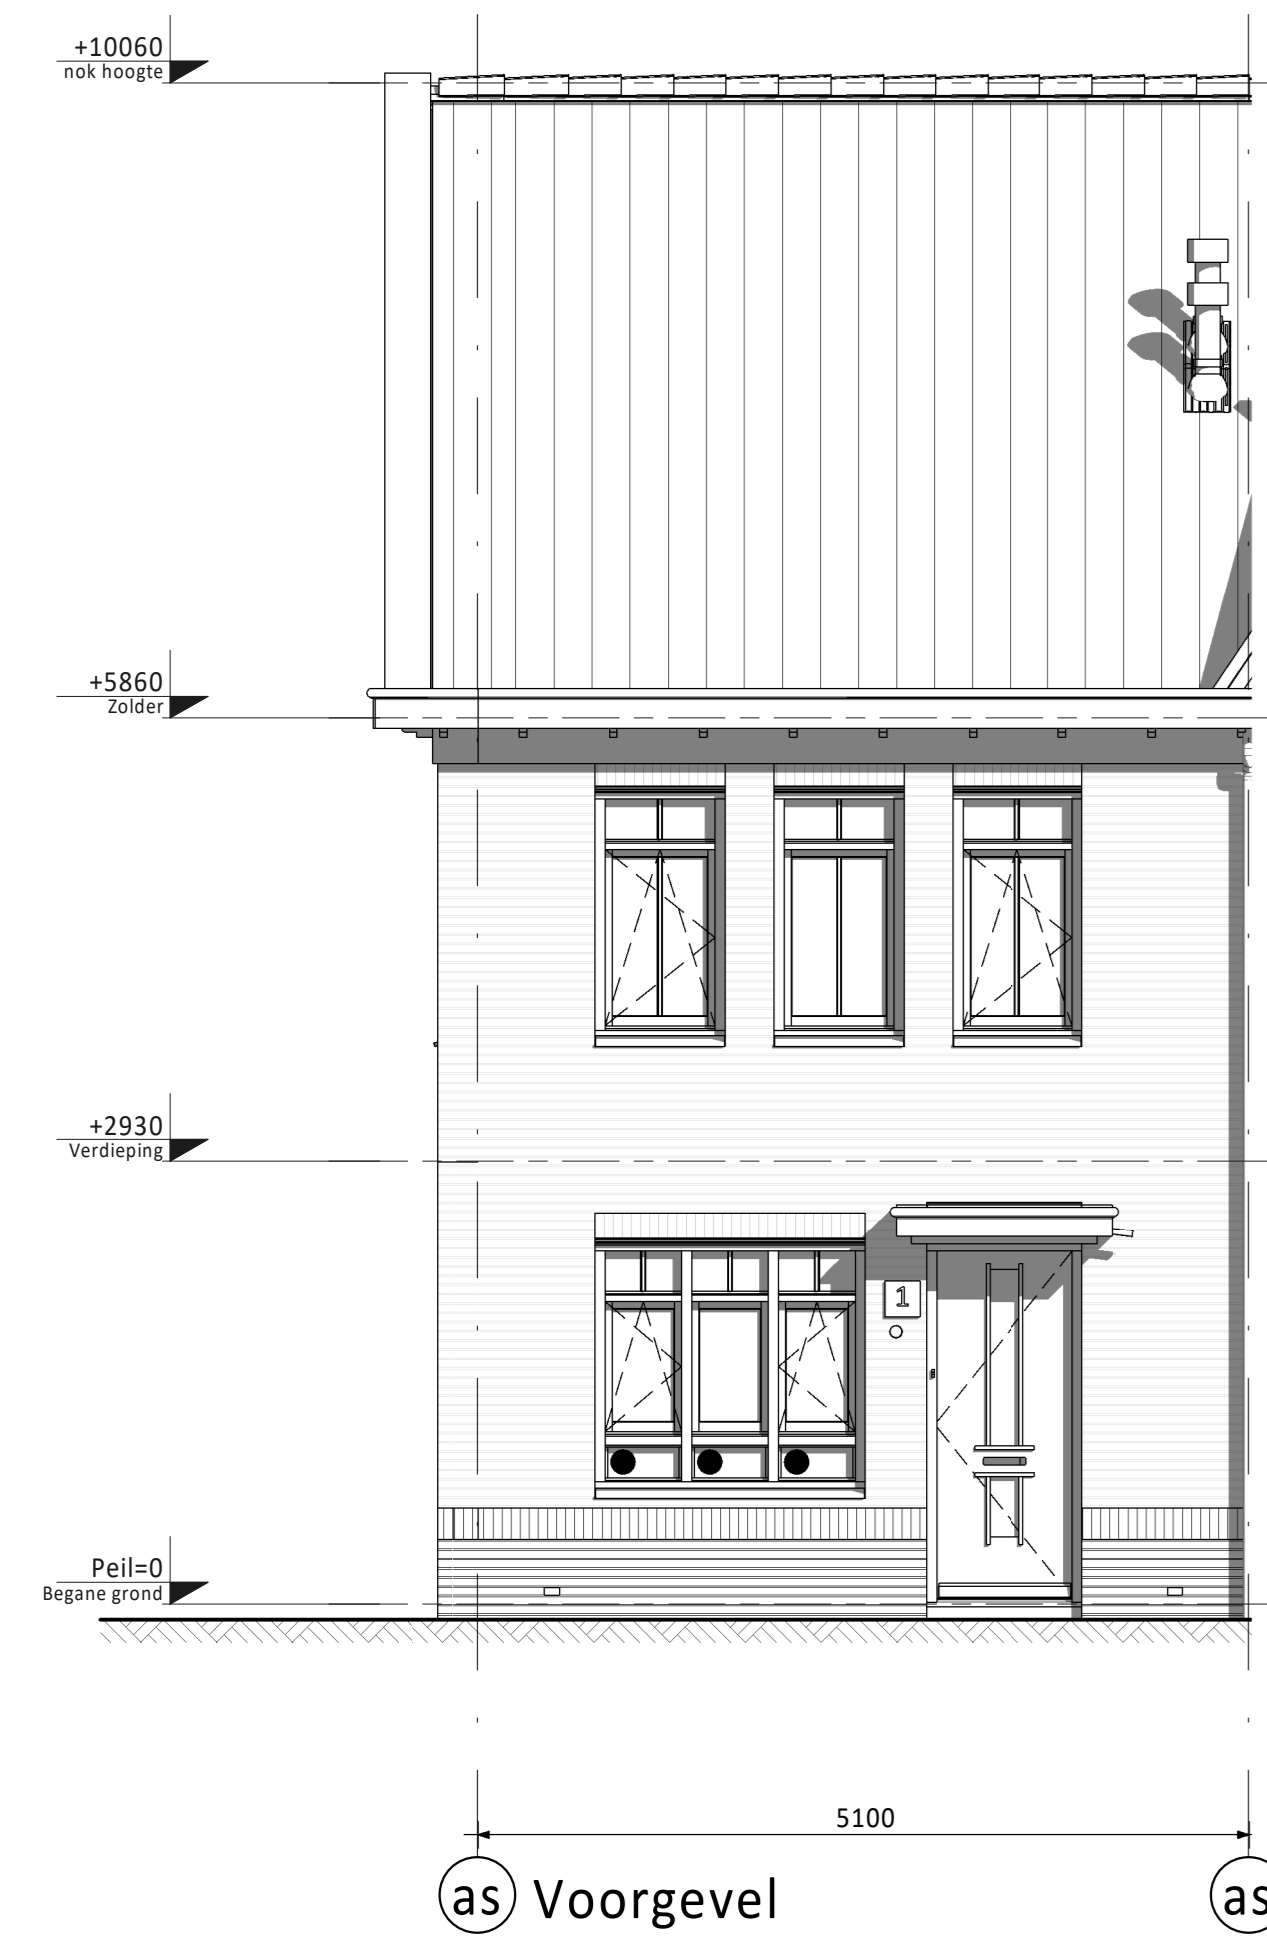 +10060
nok hoogte
+5860
Zolder
+2930
Verdieping
1
Peil=0
Begane grond
5100
as Voorgevel as